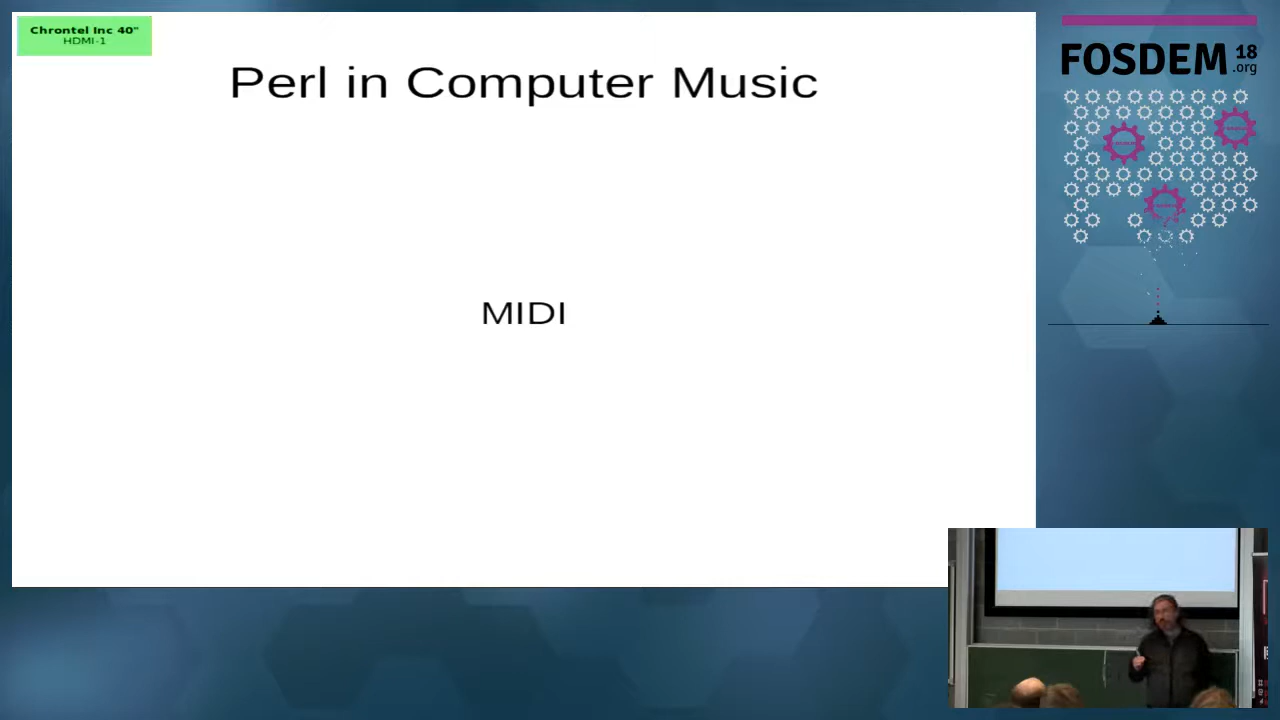 Chrontel Inc 40"
HDMI-1
Perl in Computer Music
MIDI
FOSDEM 18
.org